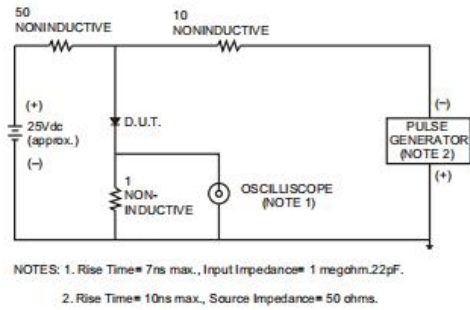 50
NONINDUCTIVE
10
NONINDUCTIVE
(+)
25Vdc
(approx.)
(−)
D.U.T.
1
NON-
INDUCTIVE
OSCILLISCOPE
(NOTE 1)
(−)
PULSE
GENERATOR
(NOTE 2)
(+)
NOTES: 1. Rise Time= 7ns max., Input Impedance= 1 megohm.22pF.
2. Rise Time= 10ns max., Source Impedance= 50 ohms.